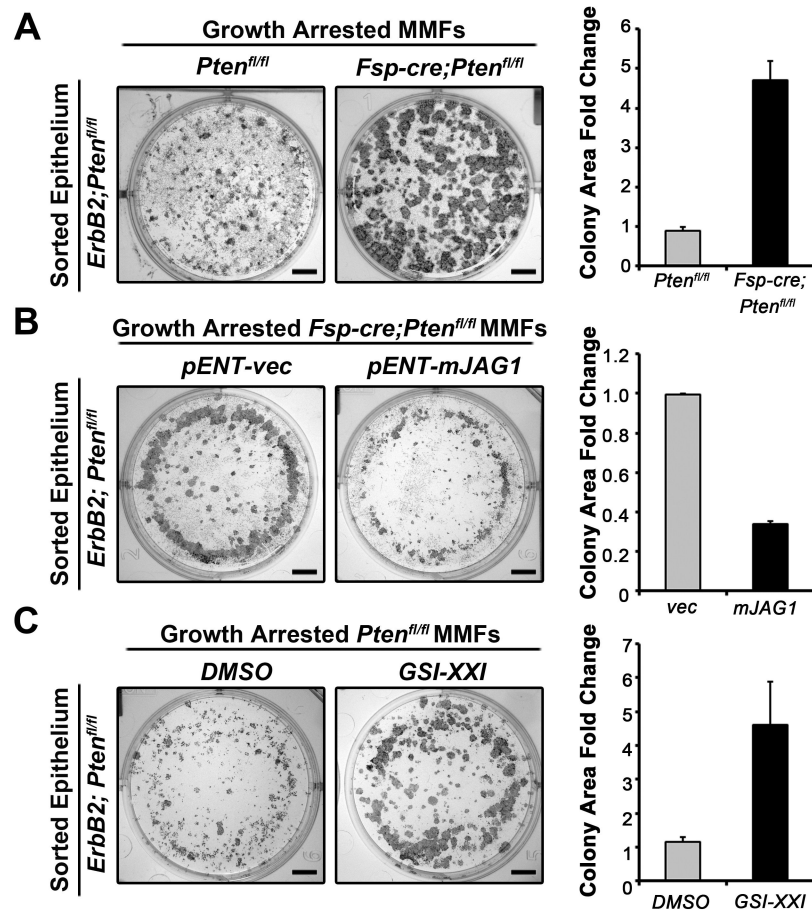 A
Growth Arrested MMFs
Pten^fl/fl
Fsp-cre;Pten^fl/fl
Sorted Epithelium
ErbB2;Pten^fl/fl
Colony Area Fold Change
6
5
4
3
2
1
0
Pten^fl/fl
Fsp-cre;
Pten^fl/fl
B
Growth Arrested Fsp-cre;Pten^fl/fl MMFs
pENT-vec
pENT-mJAG1
Sorted Epithelium
ErbB2; Pten^fl/fl
Colony Area Fold Change
1.2
1.0
0.8
0.6
0.4
0.2
0
vec
mJAG1
C
Growth Arrested Pten^fl/fl MMFs
DMSO
GSI-XXI
Sorted Epithelium
ErbB2; Pten^fl/fl
Colony Area Fold Change
7
6
5
4
3
2
1
0
DMSO
GSI-XXI